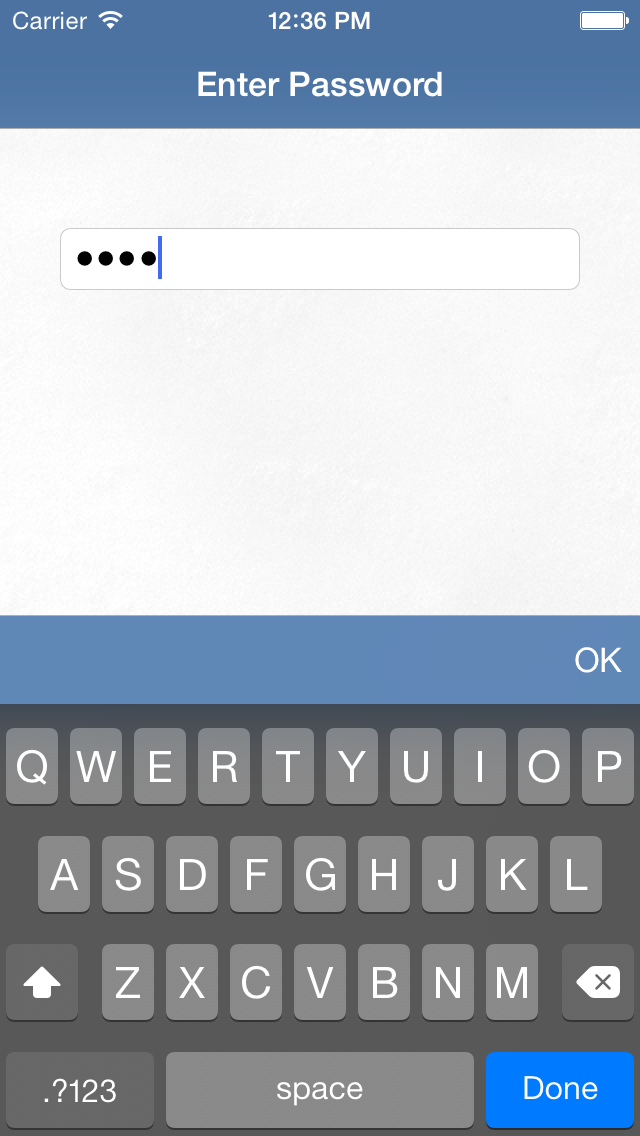 Carrier 12:36 PM
Enter Password
••••
OK
Q W E R T Y U I O P
A S D F G H J K L
Z X C V B N M
.?123 space Done